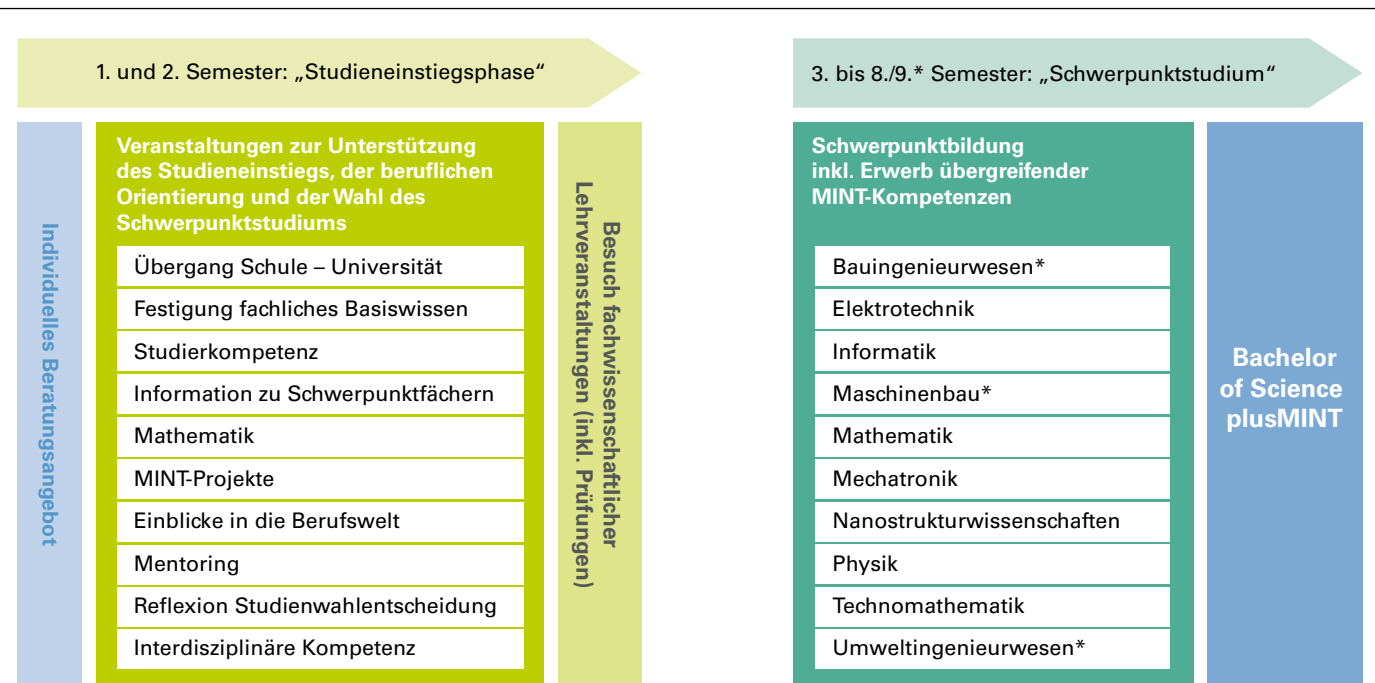 1. und 2. Semester: „Studieneinstiegsphase“
Individuelles Beratungsangebot
Veranstaltungen zur Unterstützung
des Studieneinstiegs, der beruflichen
Orientierung und der Wahl des
Schwerpunktstudiums
Übergang Schule – Universität
Festigung fachliches Basiswissen
Studierkompetenz
Information zu Schwerpunktfächern
Mathematik
MINT-Projekte
Einblicke in die Berufswelt
Mentoring
Reflexion Studienwahlentscheidung
Interdisziplinäre Kompetenz
Besuch fachwissenschaftlicher
Lehrveranstaltungen (inkl. Prüfungen)
3. bis 8./9.* Semester: „Schwerpunktstudium“
Schwerpunktbildung
inkl. Erwerb übergreifender
MINT-Kompetenzen
Bauingenieurwesen*
Elektrotechnik
Informatik
Maschinenbau*
Mathematik
Mechatronik
Nanostrukturwissenschaften
Physik
Technomathematik
Umweltingenieurwesen*
Bachelor
of Science
plusMINT